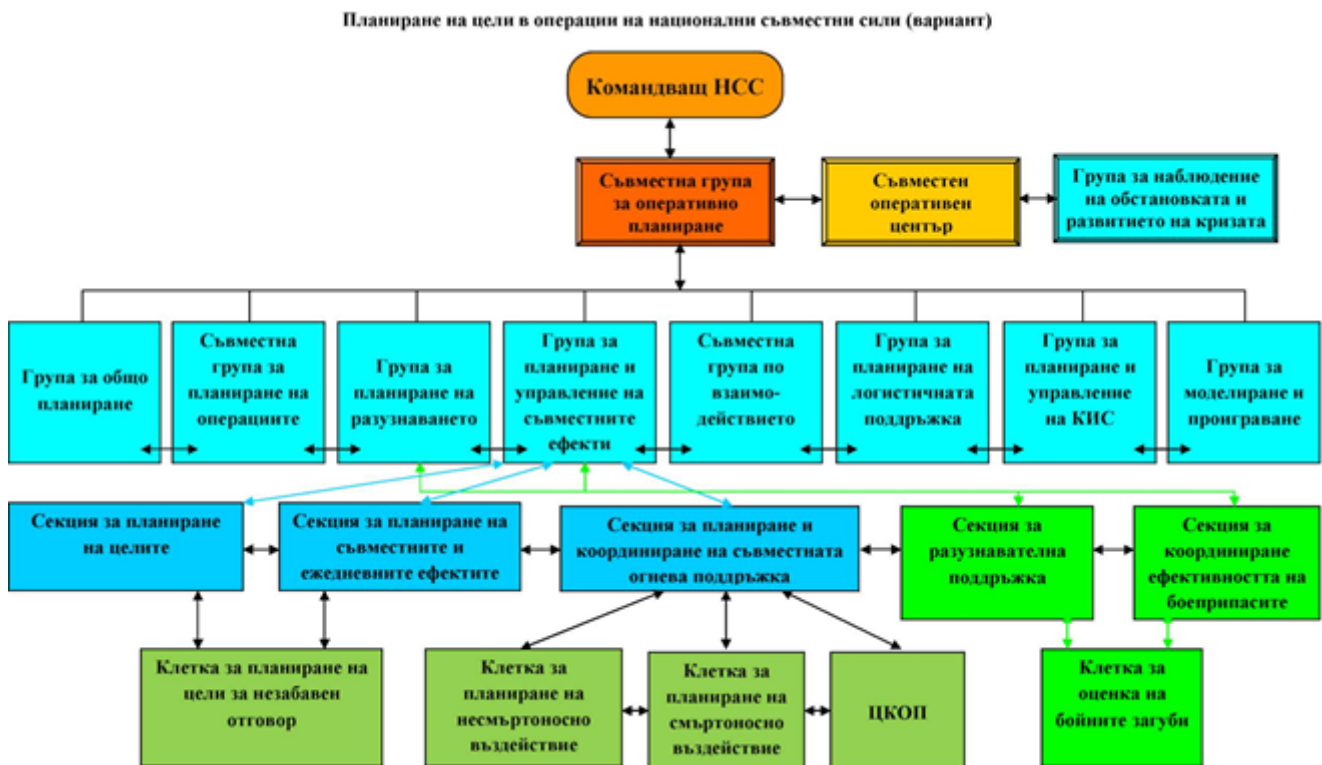 Планиране на цели в операции на национални съвместни сили (вариант)
Командващ НСС
Съвместна група
за оперативно
планиране
Съвместен
оперативен
център
Група за наблюдение
на обстановката и
развитието на кризата
Група за общо
планиране
Съвместна
група за
планиране на
операциите
Група за
планиране на
разузнаването
Група за
планиране и
управление на
съвместните
ефекти
Съвместна
група по
взаимо-
действието
Група за
планиране на
логистичната
поддръжка
Група за
планиране и
управление
на КИС
Група за
моделиране и
проиграване
Секция за планиране
на целите
Секция за планиране на
съвместните и
ежедневните ефектите
Секция за планиране и
координиране на съвместната
огнева поддръжка
Секция за
разузнавателна
поддръжка
Секция за
координиране
ефективността на
боеприпасите
Клетка за планиране на
цели за незабавен
отговор
Клетка за
планиране на
несмъртоносно
въздействие
Клетка за
планиране на
смъртоносно
въздействие
ЦКОП
Клетка за
оценка на
бойните загуби